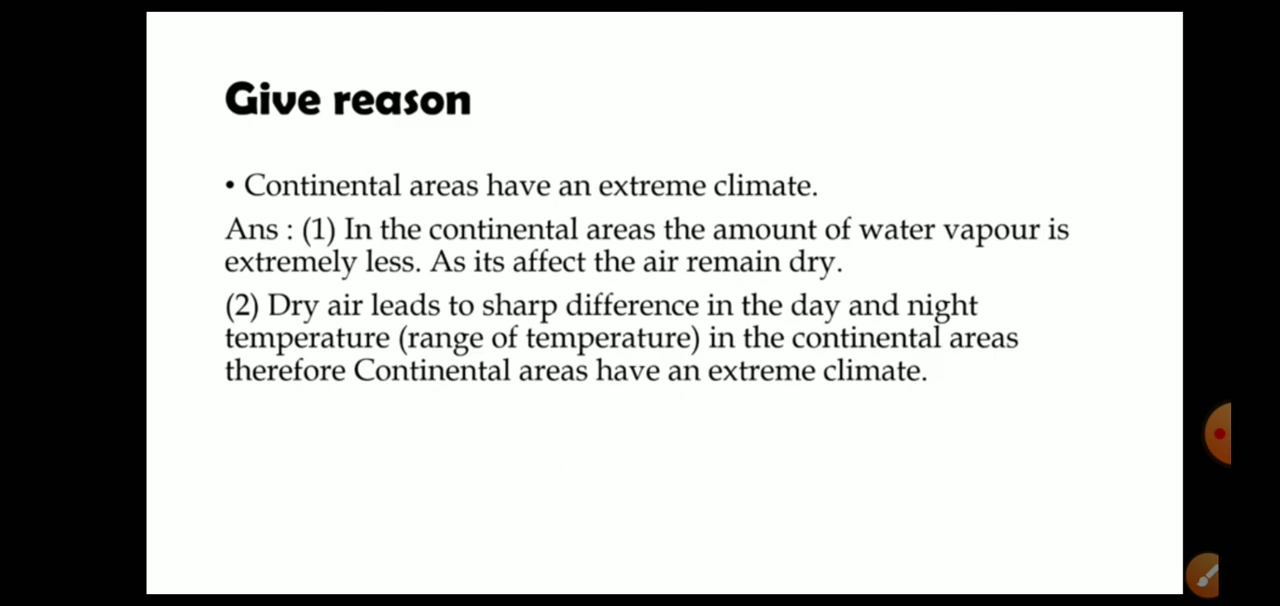 Give reason
• Continental areas have an extreme climate.
Ans : (1) In the continental areas the amount of water vapour is
extremely less. As its affect the air remain dry.
(2) Dry air leads to sharp difference in the day and night
temperature (range of temperature) in the continental areas
therefore Continental areas have an extreme climate.